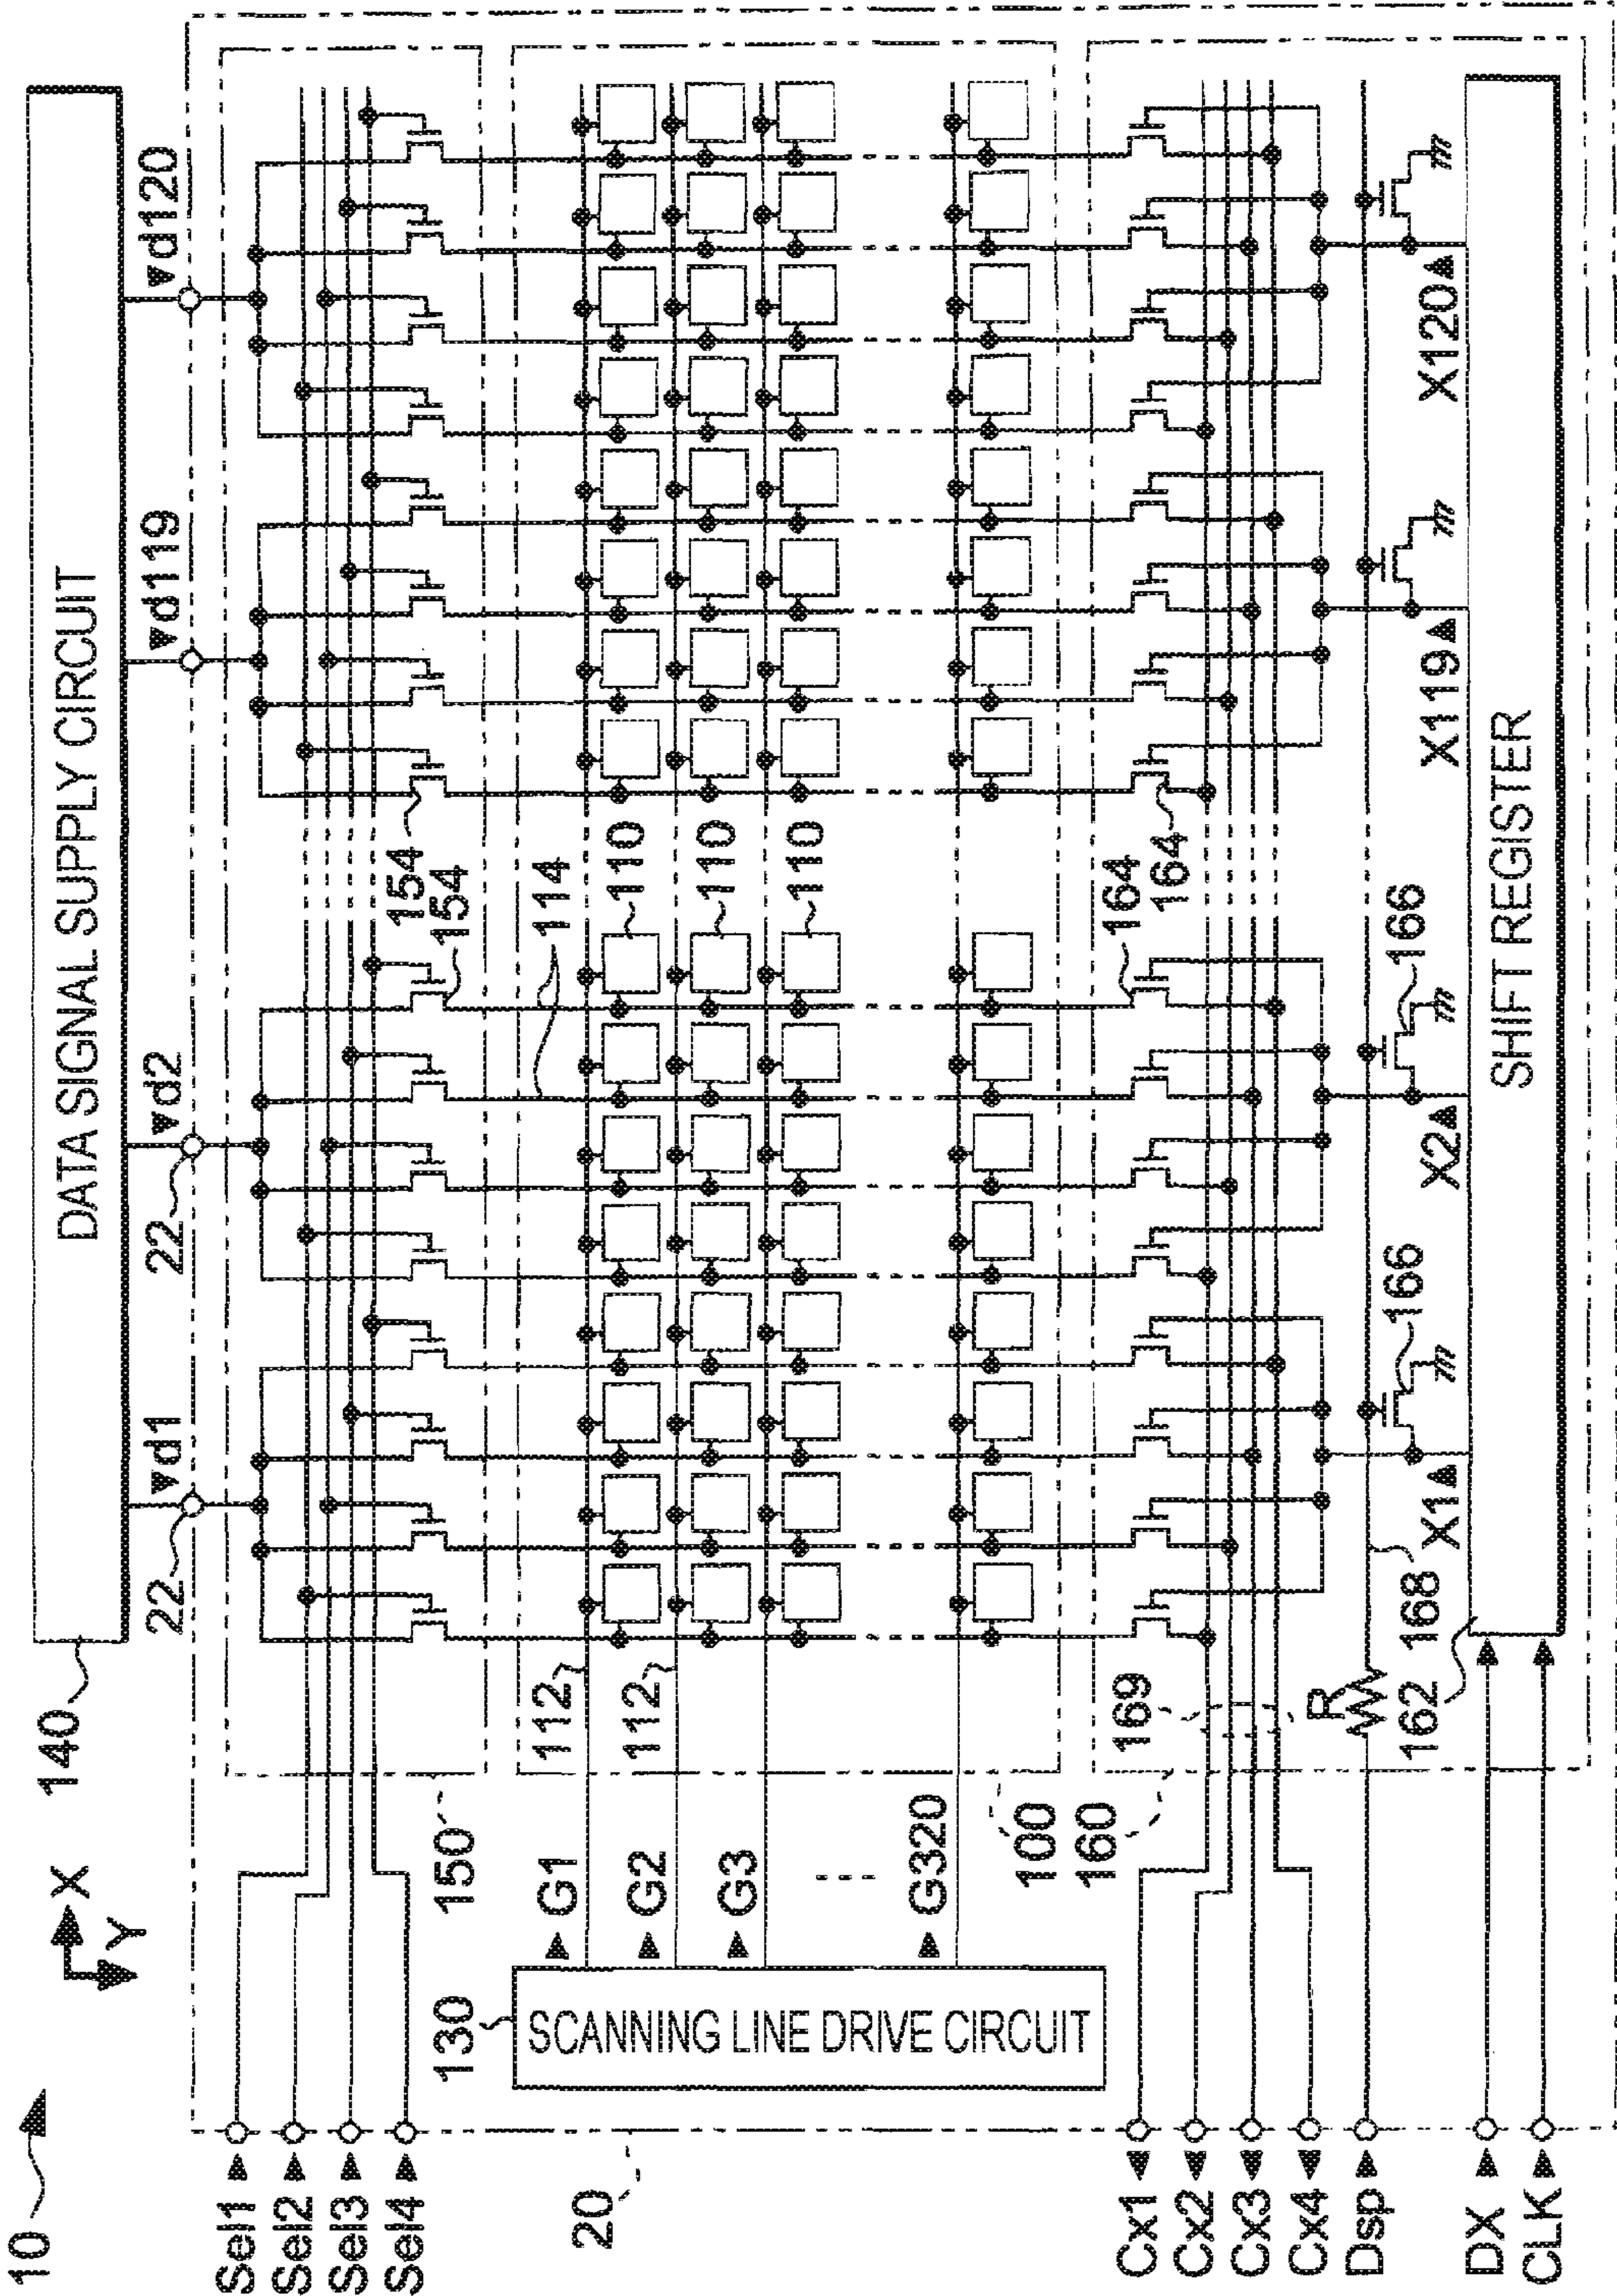 10
X
Y
140
DATA SIGNAL SUPPLY CIRCUIT
22
vd1
22
vd2
vd119
vd120
Sel1
Sel2
Sel3
Sel4
20
150
154
154
130
SCANNING LINE DRIVE CIRCUIT
G1
G2
G3
G320
112
112
114
110
110
110
100
160
169
164
164
Cx1
Cx2
Cx3
Cx4
Dsp
DX
CLK
R
162
168
166
166
X1
X2
X119
X120
SHIFT REGISTER